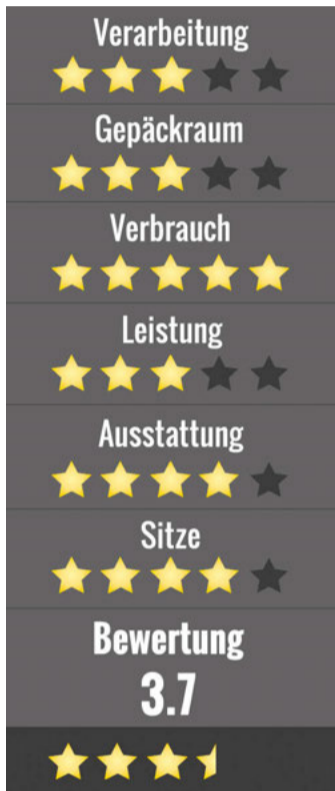 Verarbeitung
Gepäckraum
Verbrauch
Leistung
Ausstattung
Sitze
Bewertung
3.7